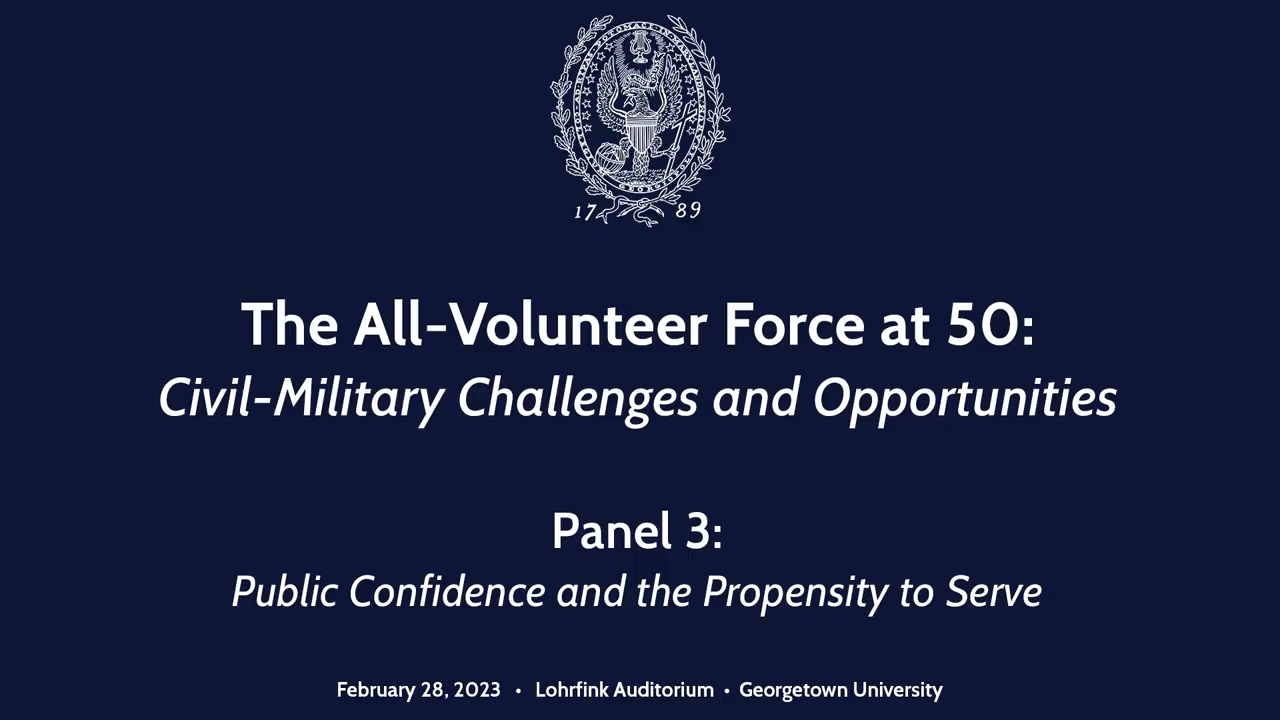 17 89
The All-Volunteer Force at 50:
Civil-Military Challenges and Opportunities
Panel 3:
Public Confidence and the Propensity to Serve
February 28, 2023 • Lohrfink Auditorium • Georgetown University